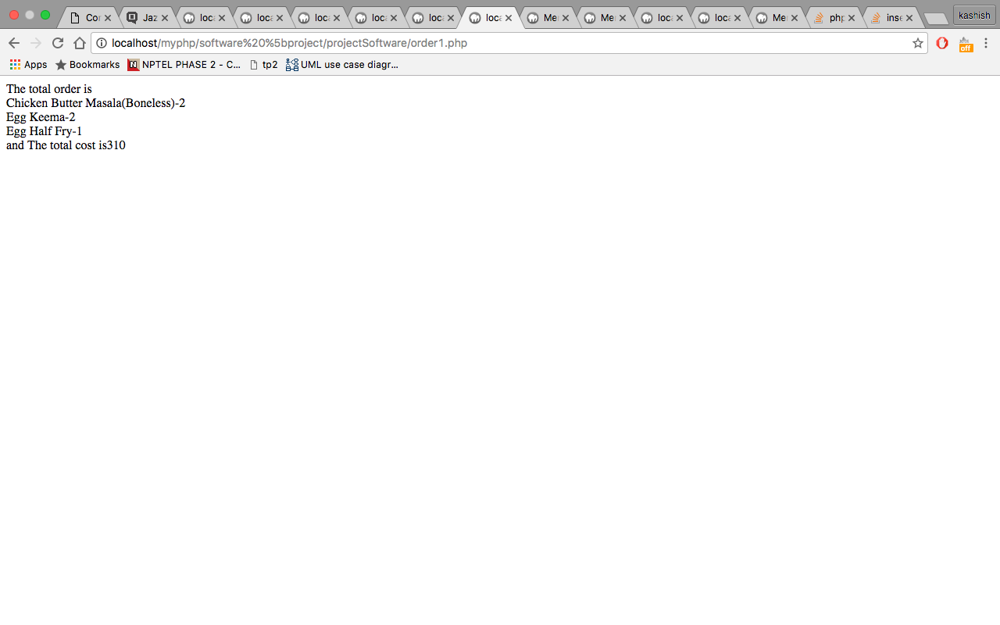 Cor Jaz loca loca loca loca loca loca Me Me loca loca Me php inse kashish
localhost/myphp/software%20%5bproject/projectSoftware/order1.php off
Apps Bookmarks NPTEL PHASE 2 - C... tp2 UML use case diagr...
The total order is
Chicken Butter Masala(Boneless)-2
Egg Keema-2
Egg Half Fry-1
and The total cost is310